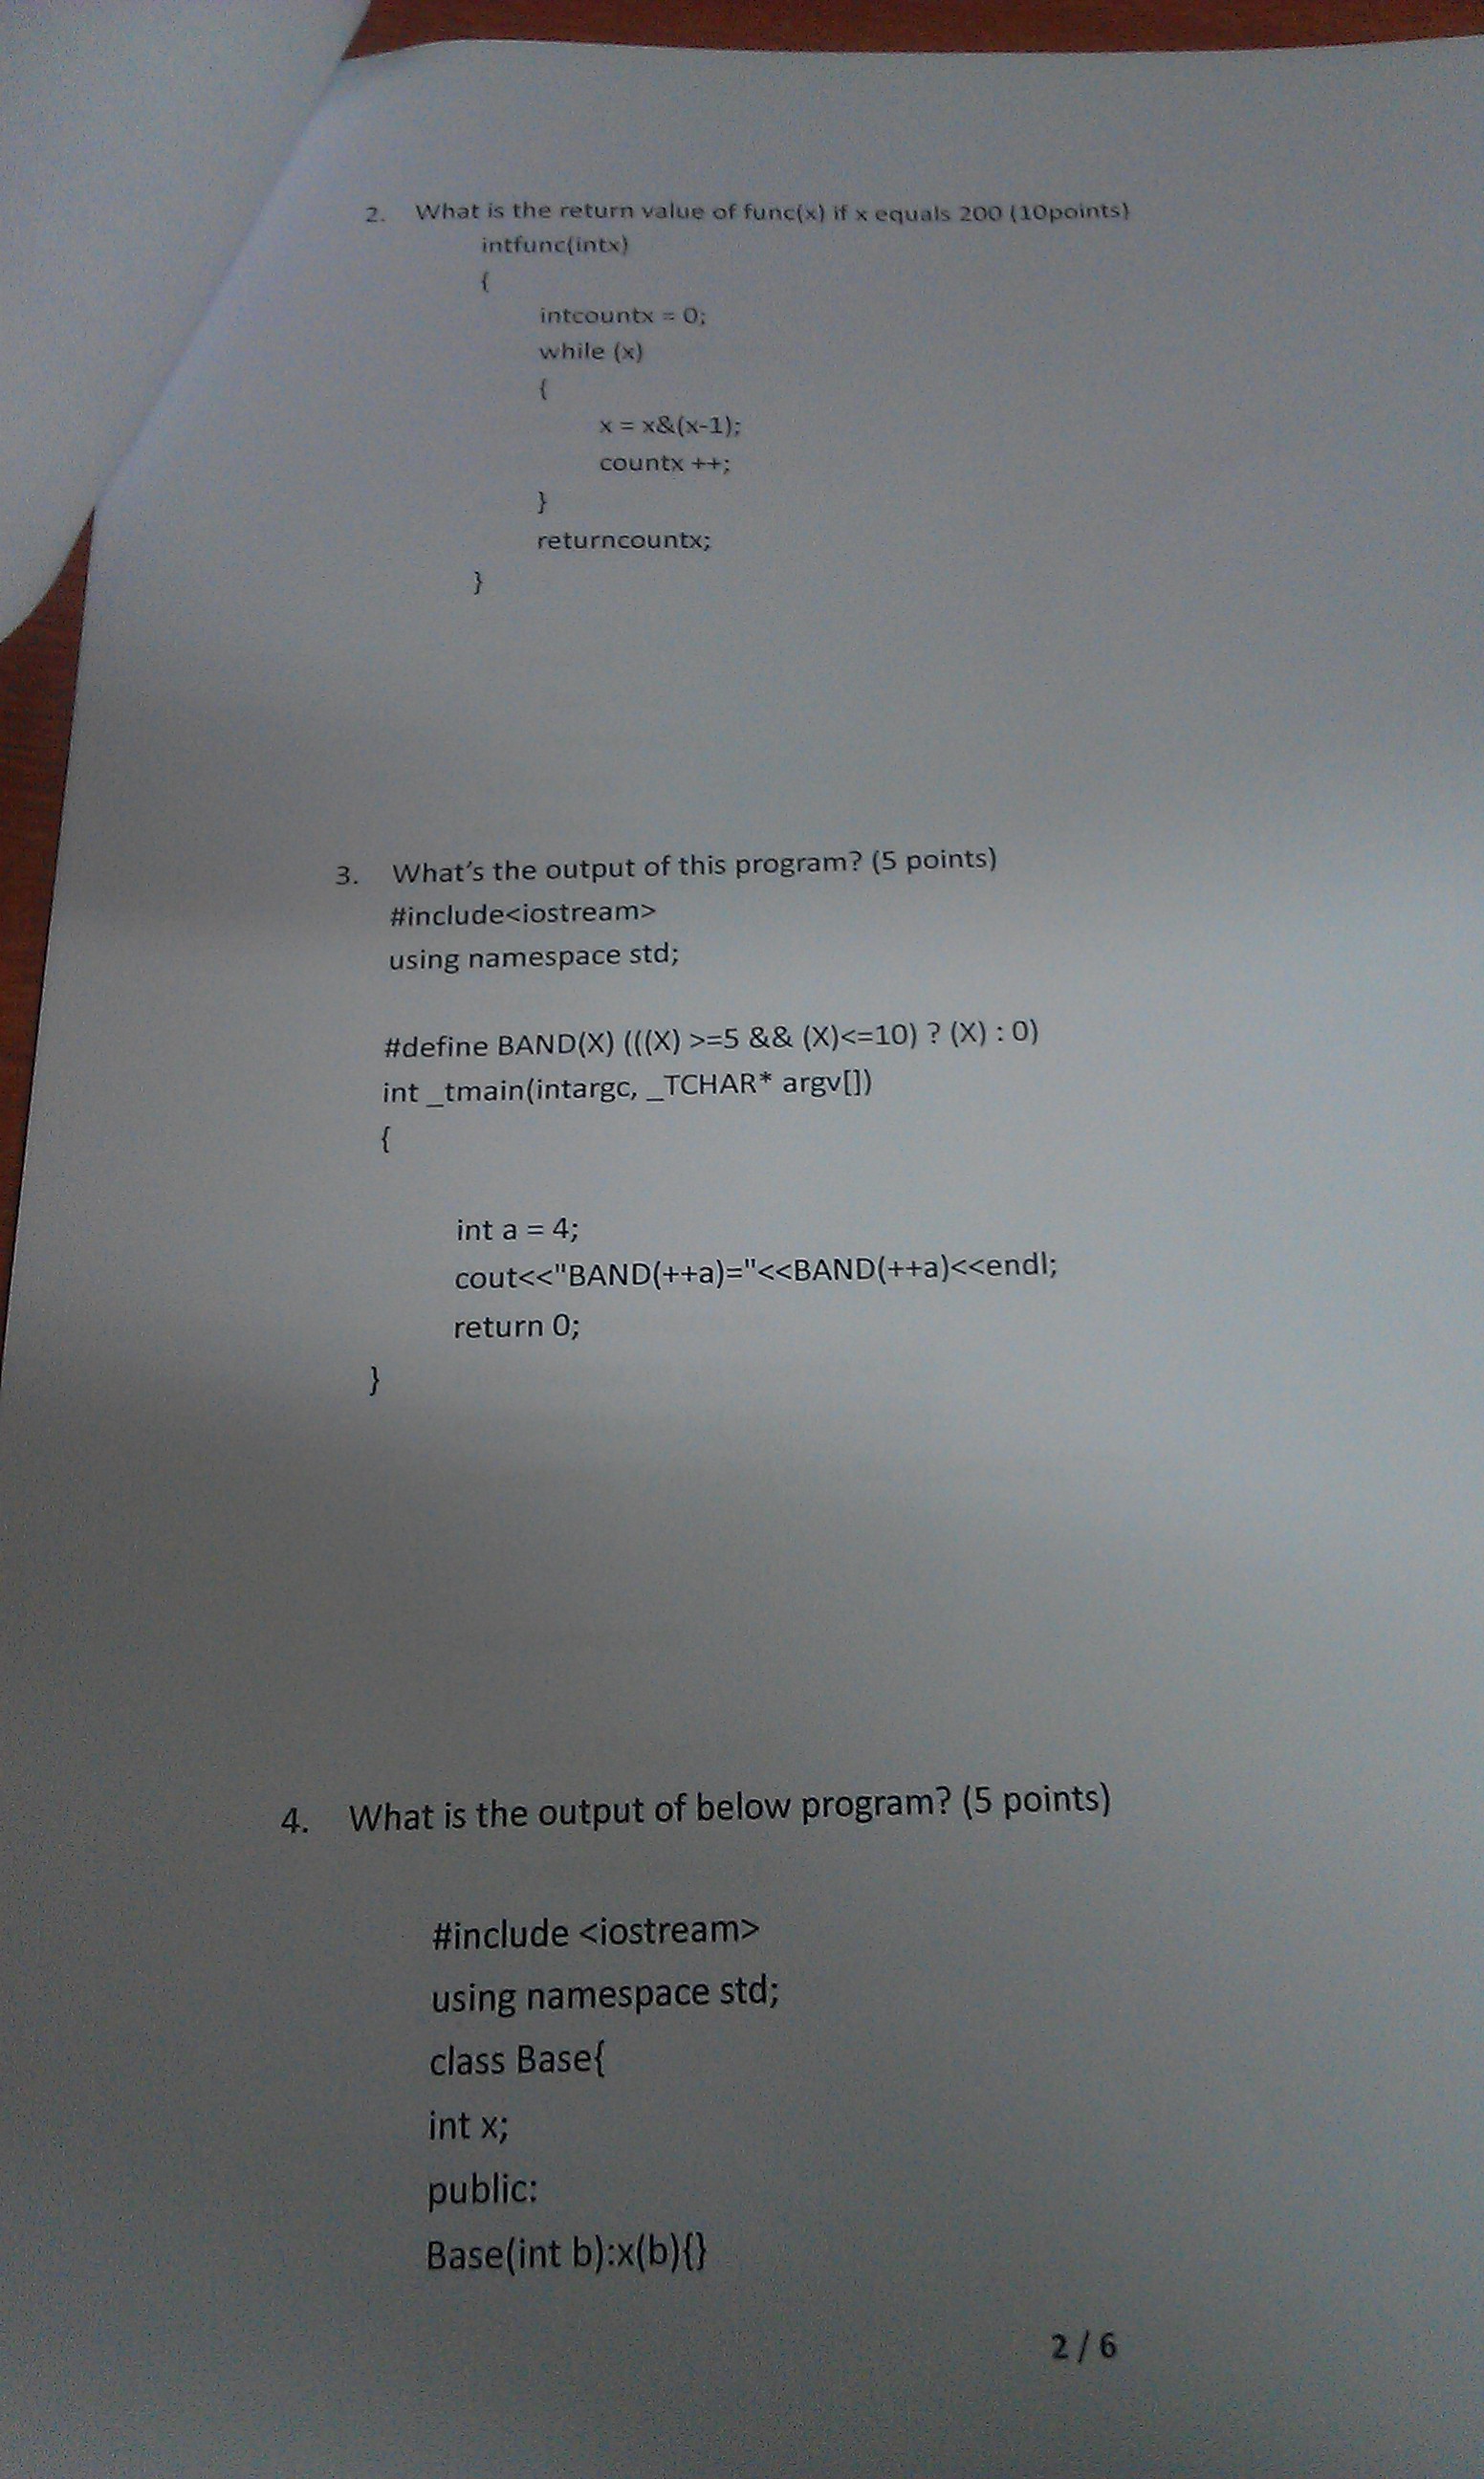 2. What is the return value of func(x) if x equals 200 (10points)
intfunc(intx)
{
intcountx = 0;
while (x)
{
x = x&(x-1);
countx ++;
}
returncountx;
}
3. What's the output of this program? (5 points)
#include<iostream>
using namespace std;
#define BAND(X) (((X) >=5 && (X)<=10) ? (X) : 0)
int _tmain(intargc, _TCHAR* argv[])
{
int a = 4;
cout<<"BAND(++a)="<<BAND(++a)<<endl;
return 0;
}
4. What is the output of below program? (5 points)
#include <iostream>
using namespace std;
class Base{
int x;
public:
Base(int b):x(b){}
2 / 6